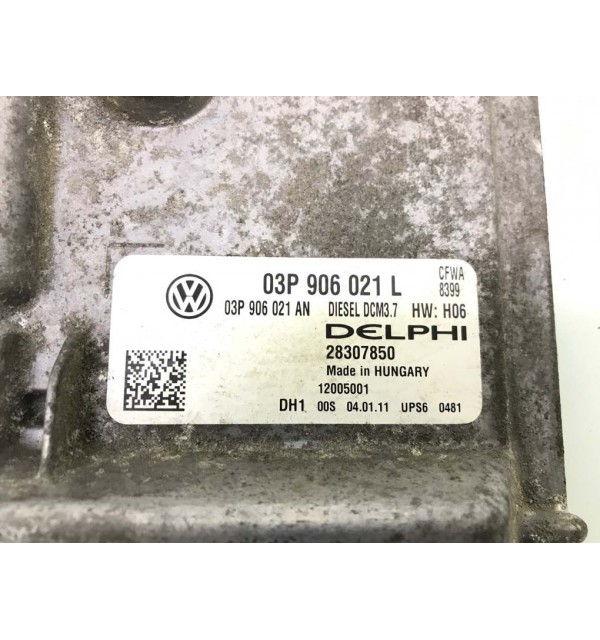 03P 906 021 L CFWA
8399
03P 906 021 AN DIESEL DCM3.7 HW: H06
DELPHI
28307850
Made in HUNGARY
12005001
DH1 00S 04.01.11 UPS6 0481